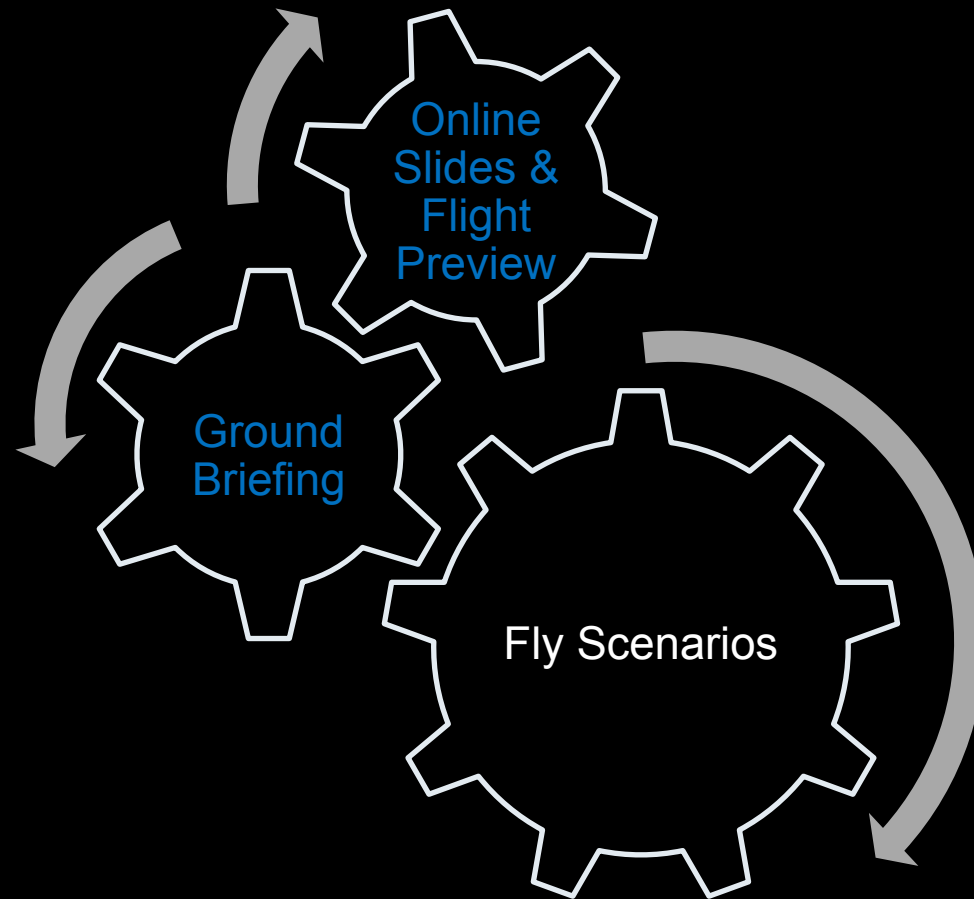 Online
Slides &
Flight
Preview
Ground
Briefing
Fly Scenarios